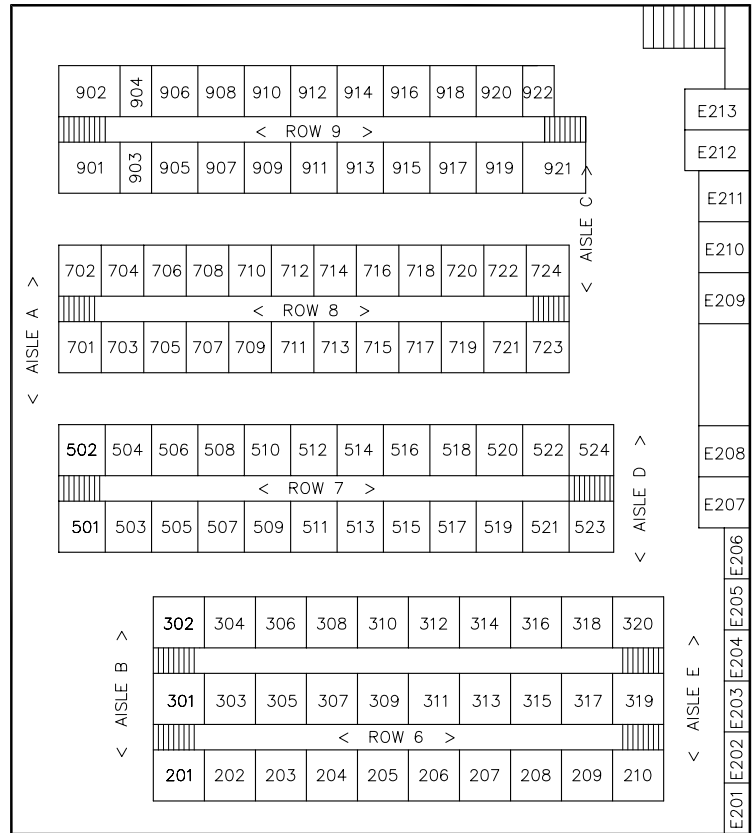 902 904 906 908 910 912 914 916 918 920 922
< ROW 9 >
901 903 905 907 909 911 913 915 917 919 921
< AISLE C >
702 704 706 708 710 712 714 716 718 720 722 724
< ROW 8 >
701 703 705 707 709 711 713 715 717 719 721 723
< AISLE A >
502 504 506 508 510 512 514 516 518 520 522 524
< ROW 7 >
501 503 505 507 509 511 513 515 517 519 521 523
< AISLE D >
302 304 306 308 310 312 314 316 318 320
301 303 305 307 309 311 313 315 317 319
< ROW 6 >
201 202 203 204 205 206 207 208 209 210
< AISLE B >
< AISLE E >
E213
E212
E211
E210
E209
E208
E207
E206
E205
E204
E203
E202
E201